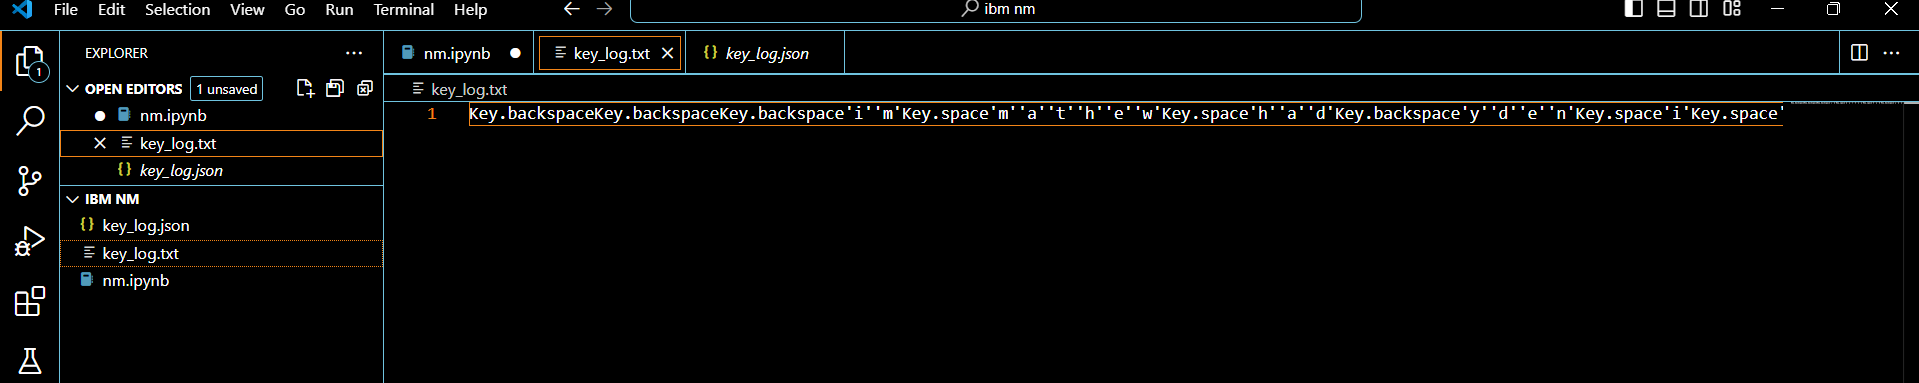 File Edit Selection View Go Run Terminal Help
ibm nm
EXPLORER
OPEN EDITORS 1 unsaved
nm.ipynb
key_log.txt
key_log.json
IBM NM
key_log.json
key_log.txt
nm.ipynb
1
nm.ipynb key_log.txt key_log.json
key_log.txt
1 Key.backspaceKey.backspaceKey.backspace'i''m'Key.space'm''a''t''h''e''w'Key.space'h''a''d'Key.backspace'y''d''e''n'Key.space'i'Key.space'